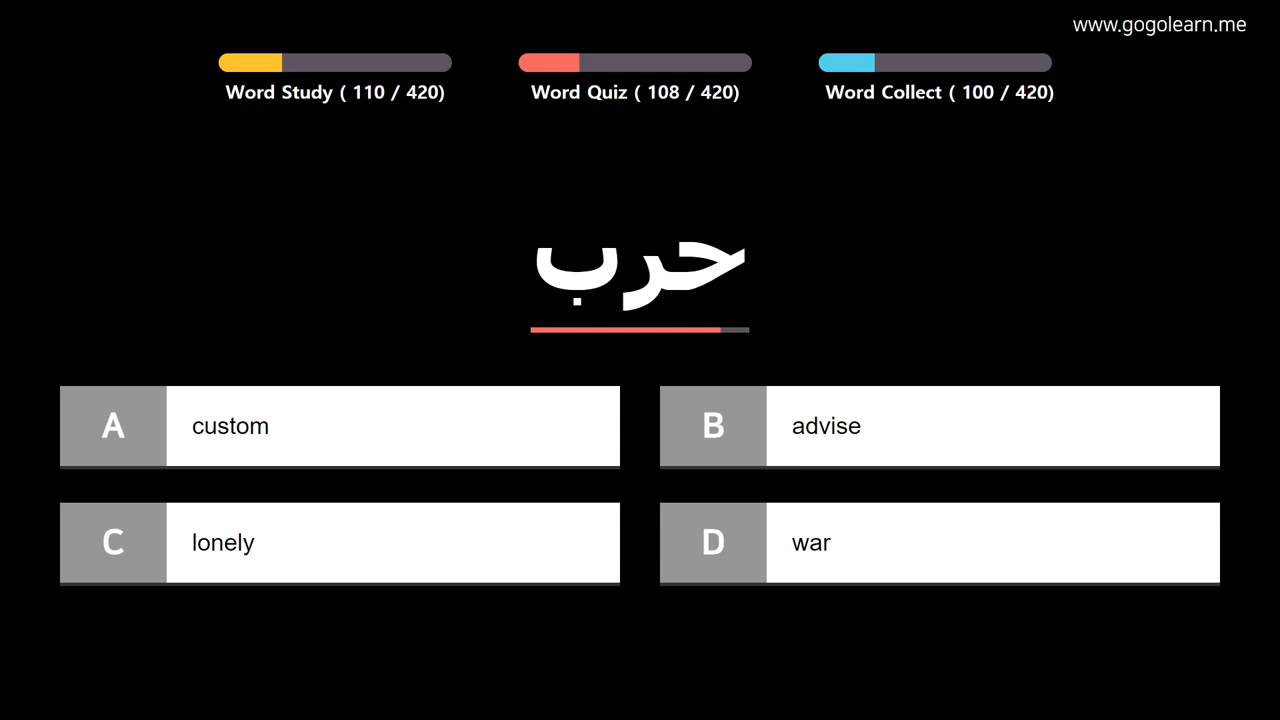 www.gogolearn.me
Word Study ( 110 / 420)
Word Quiz ( 108 / 420)
Word Collect ( 100 / 420)
حرب
A custom
B advise
C lonely
D war